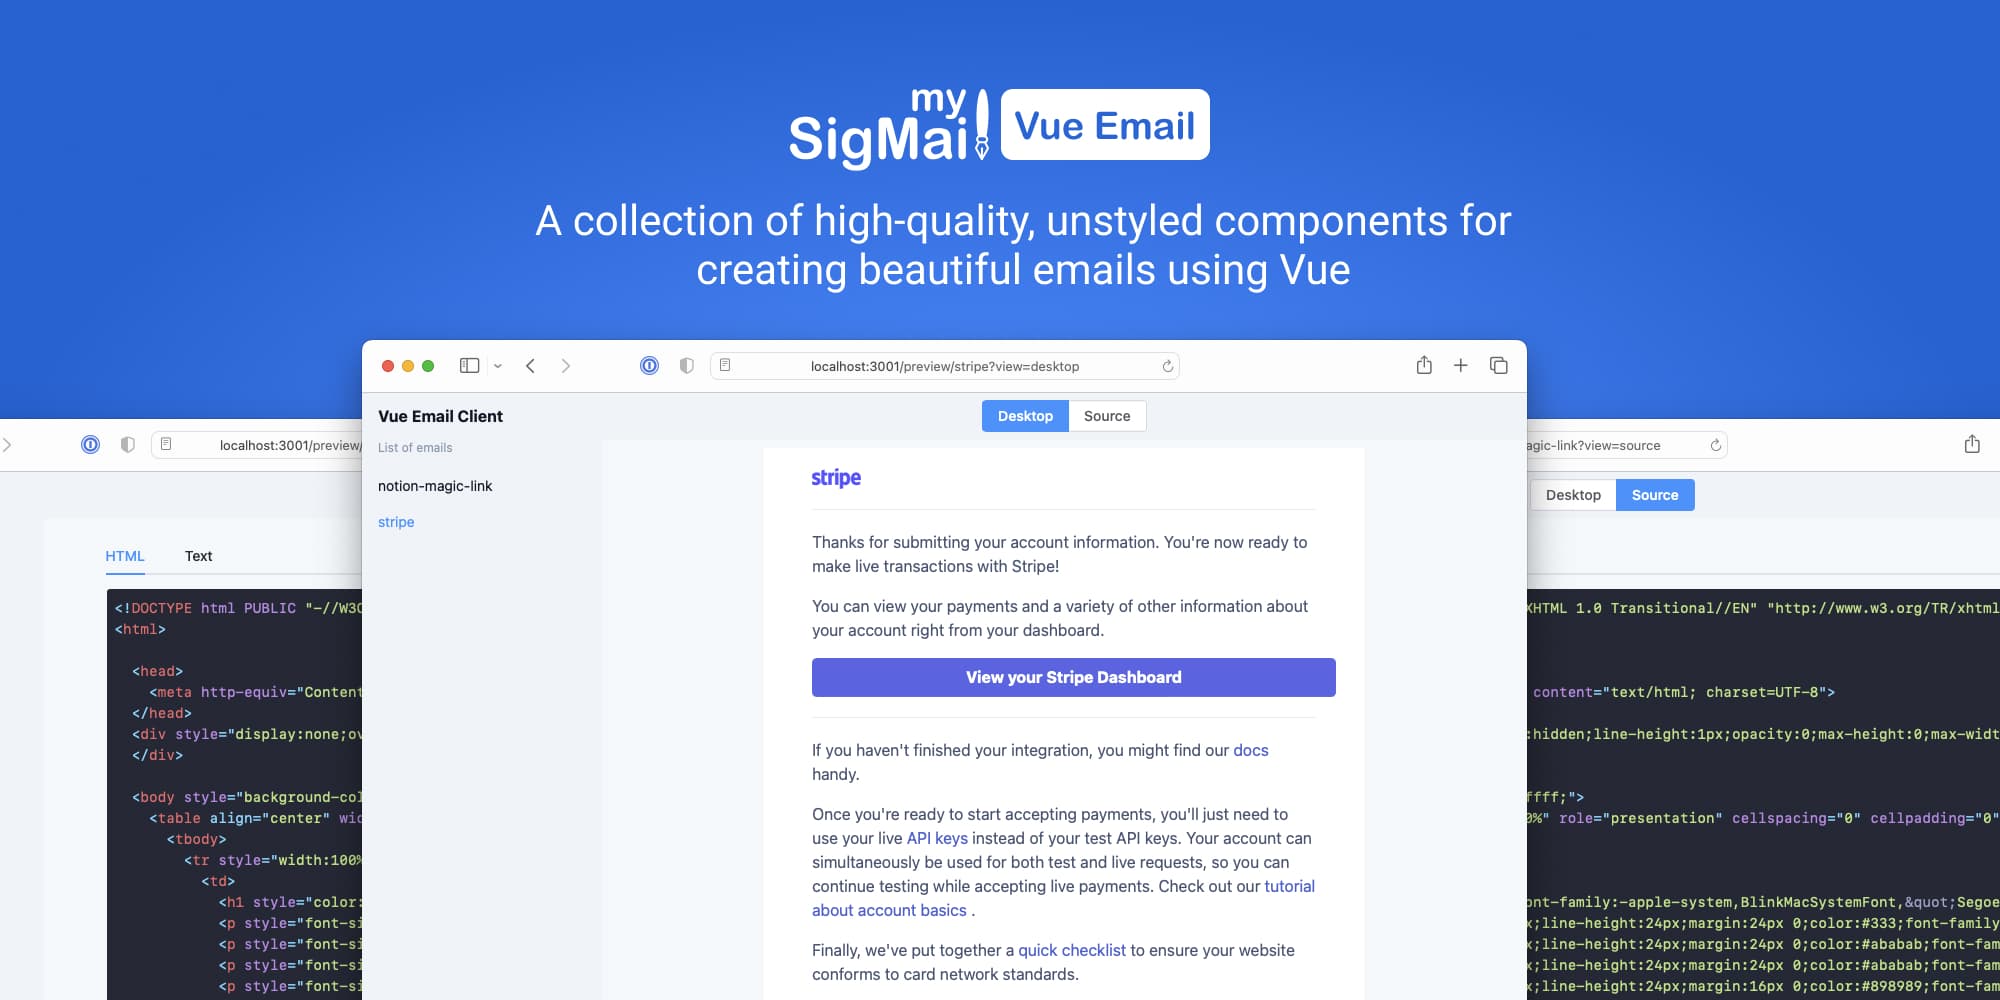 my
SigMail
Vue Email
A collection of high-quality, unstyled components for
creating beautiful emails using Vue
localhost:3001/preview/stripe?view=desktop
Vue Email Client
Desktop
Source
List of emails
notion-magic-link
stripe
stripe
Thanks for submitting your account information. You're now ready to
make live transactions with Stripe!
You can view your payments and a variety of other information about
your account right from your dashboard.
View your Stripe Dashboard
If you haven't finished your integration, you might find our docs
handy.
Once you're ready to start accepting payments, you'll just need to
use your live API keys instead of your test API keys. Your account can
simultaneously be used for both test and live requests, so you can
continue testing while accepting live payments. Check out our tutorial
about account basics .
Finally, we've put together a quick checklist to ensure your website
conforms to card network standards.
localhost:3001/preview/
HTML
Text
<!DOCTYPE html PUBLIC "-//W3C
<html>
<head>
<meta http-equiv="Content
</head>
<div style="display:none;ov
</div>
<body style="background-col
<table align="center" wid
<tbody>
<tr style="width:100%
<td>
<h1 style="color:
<p style="font-si
<p style="font-si
<p style="font-si
<p style="font-si
agic-link?view=source
Desktop
Source
XHTML 1.0 Transitional//EN" "http://www.w3.org/TR/xhtml
content="text/html; charset=UTF-8">
:hidden;line-height:1px;opacity:0;max-height:0;max-widt
ffff;">
0%" role="presentation" cellspacing="0" cellpadding="0"
ont-family:-apple-system,BlinkMacSystemFont,&quot;Segoe
x;line-height:24px;margin:24px 0;color:#333;font-family
x;line-height:24px;margin:24px 0;color:#ababab;font-fam
x;line-height:24px;margin:24px 0;color:#ababab;font-fam
x;line-height:24px;margin:16px 0;color:#898989;font-fam